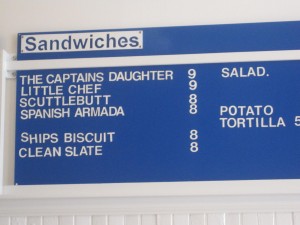 Sandwiches
THE CAPTAINS DAUGHTER 9 SALAD.
LITTLE CHEF 9
SCUTTLEBUTT 8
SPANISH ARMADA 8 POTATO
TORTILLA 5
SHIPS BISCUIT 8
CLEAN SLATE 8